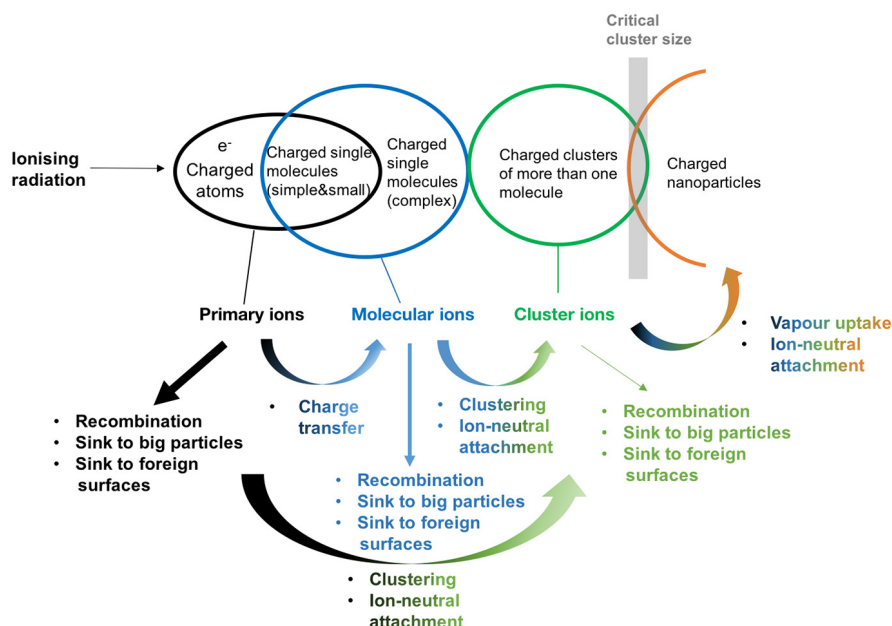 Critical
cluster size
Ionising
radiation
e-
Charged
atoms
Charged single
molecules
(simple&small)
Charged
single
molecules
(complex)
Charged clusters
of more than one
molecule
Charged
nanoparticles
Primary ions
Molecular ions
Cluster ions
• Vapour uptake
• Ion-neutral
attachment
• Charge
transfer
• Clustering
• Ion-neutral
attachment
• Recombination
• Sink to big particles
• Sink to foreign
surfaces
• Recombination
• Sink to big particles
• Sink to foreign
surfaces
• Recombination
• Sink to big particles
• Sink to foreign
surfaces
• Clustering
• Ion-neutral
attachment